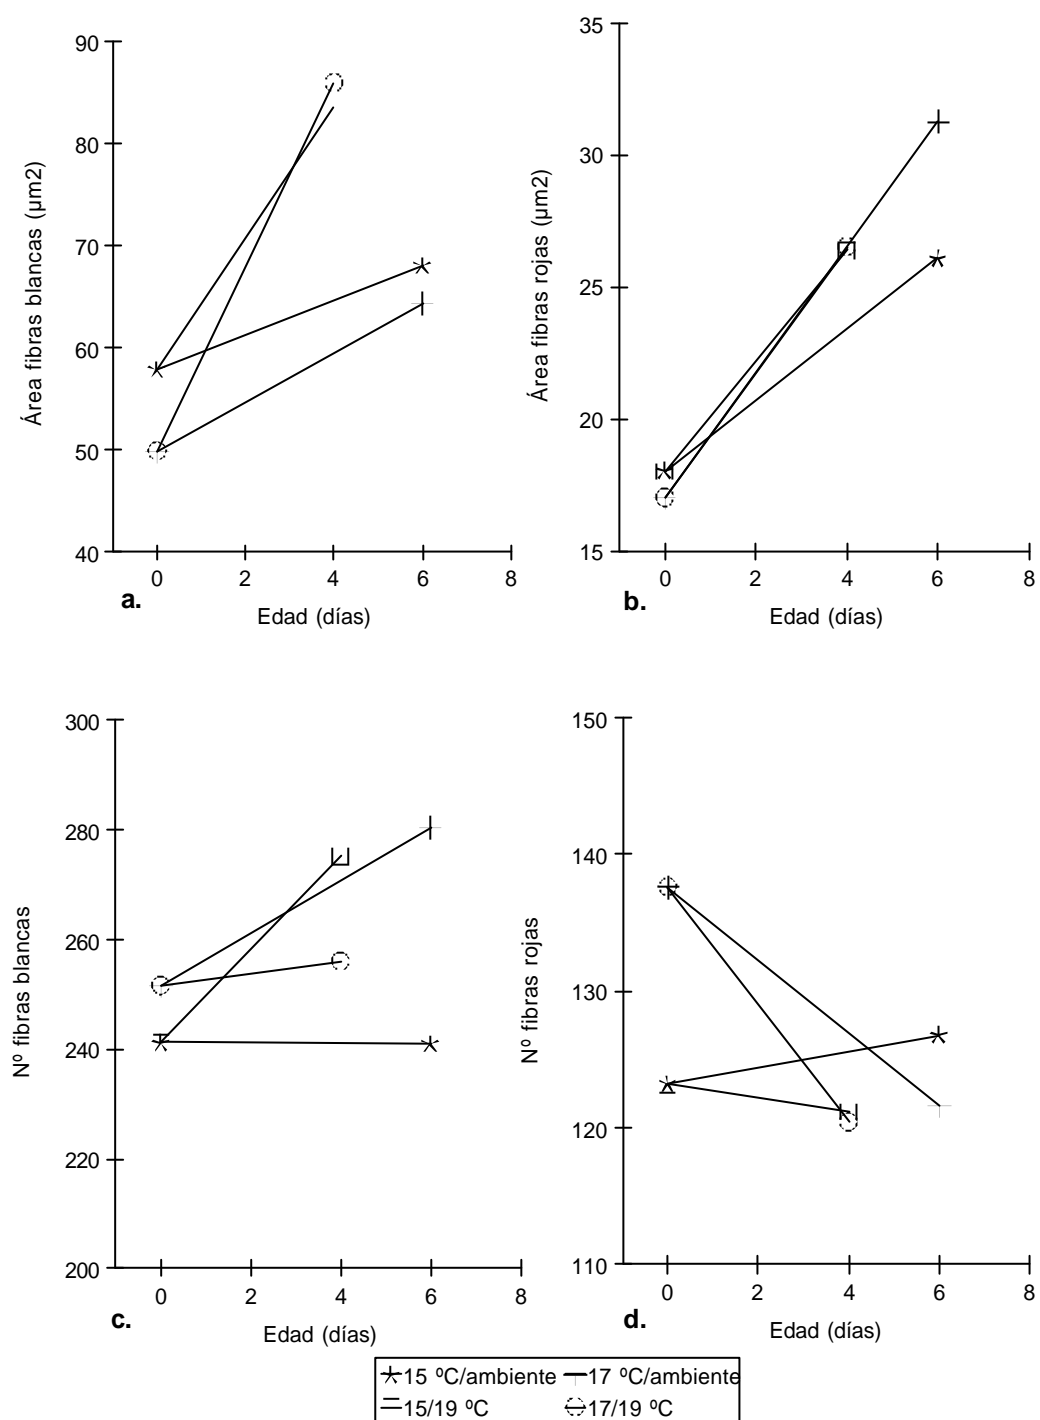 90
80
70
60
50
40
Área fibras blancas (µm2)
0 2 4 6 8
a.
Edad (días)
35
30
25
20
15
Área fibras rojas (µm2)
0 2 4 6 8
b.
Edad (días)
300
280
260
240
220
200
Nº fibras blancas
0 2 4 6 8
c.
Edad (días)
150
140
130
120
110
Nº fibras rojas
0 2 4 6 8
d.
Edad (días)
15 ºC/ambiente 17 ºC/ambiente
15/19 ºC 17/19 ºC